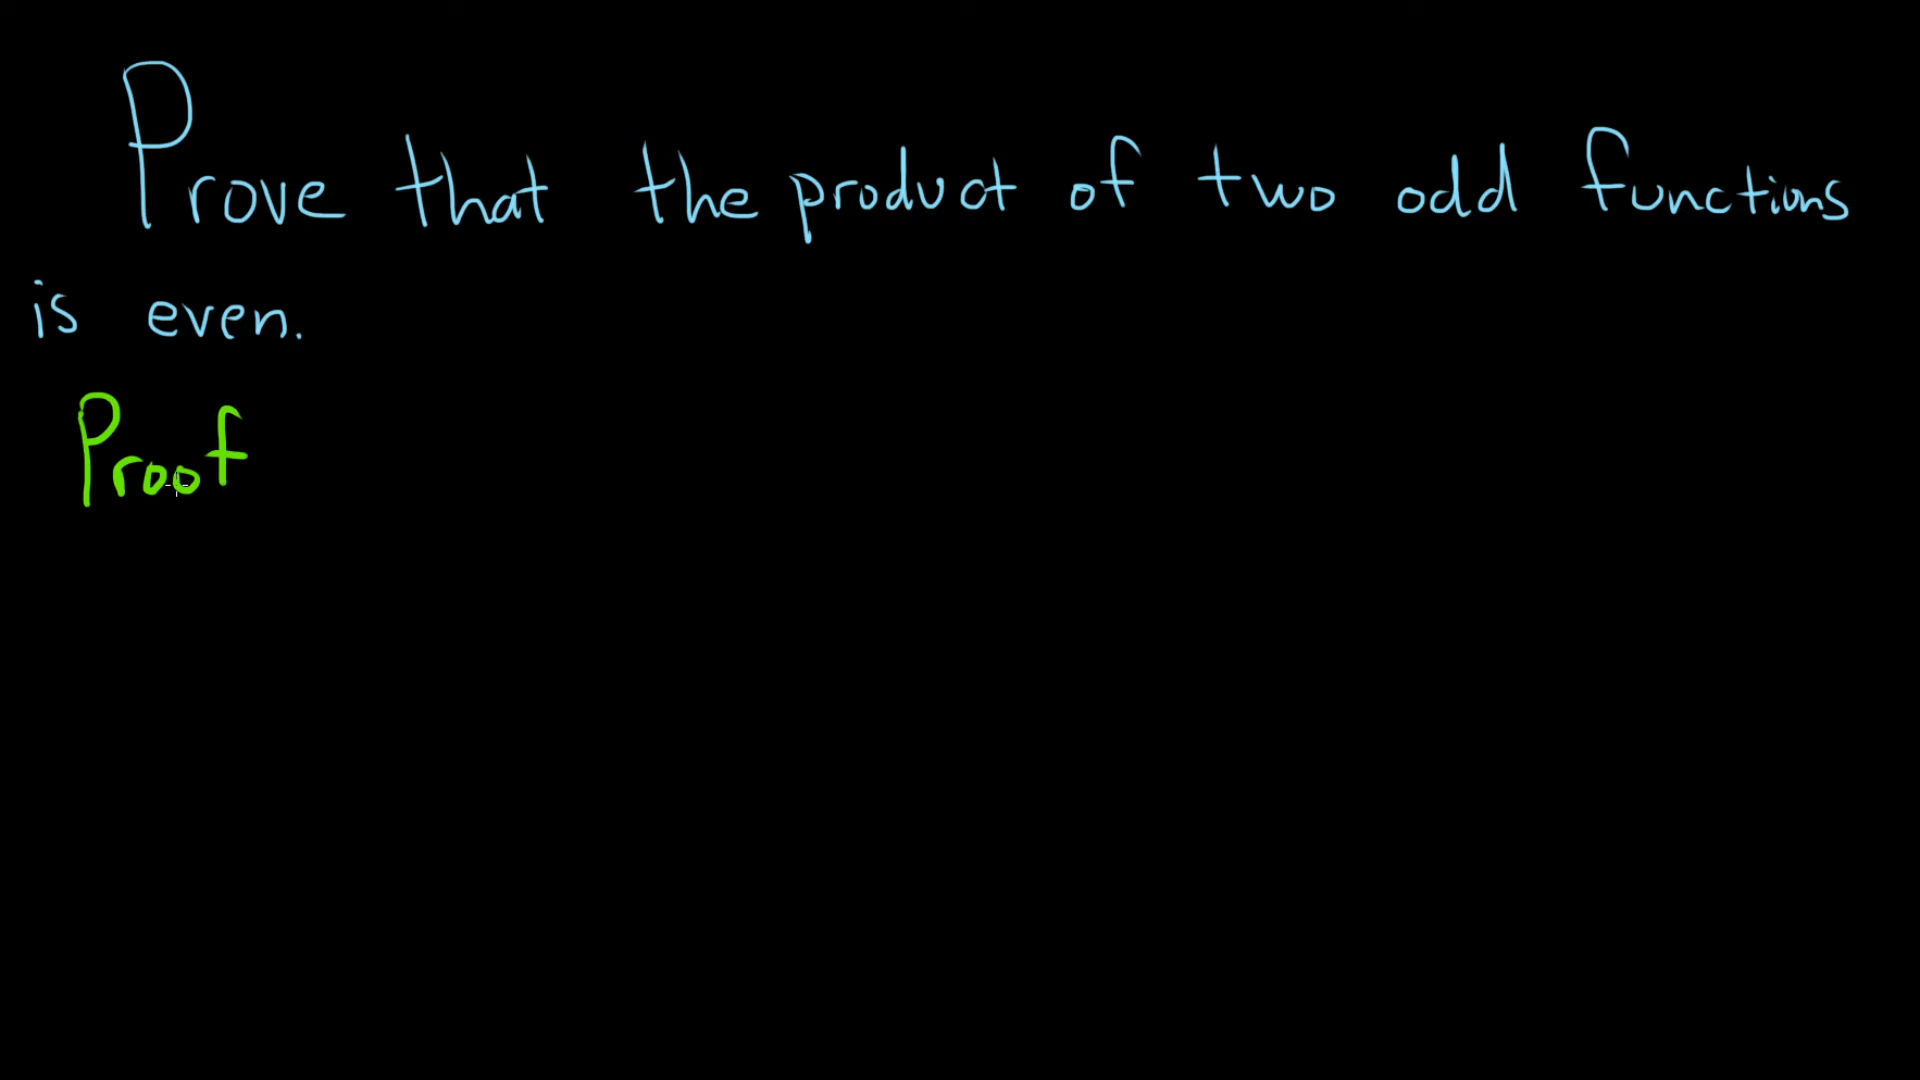 Prove that the product of two odd functions
is even.
Proof